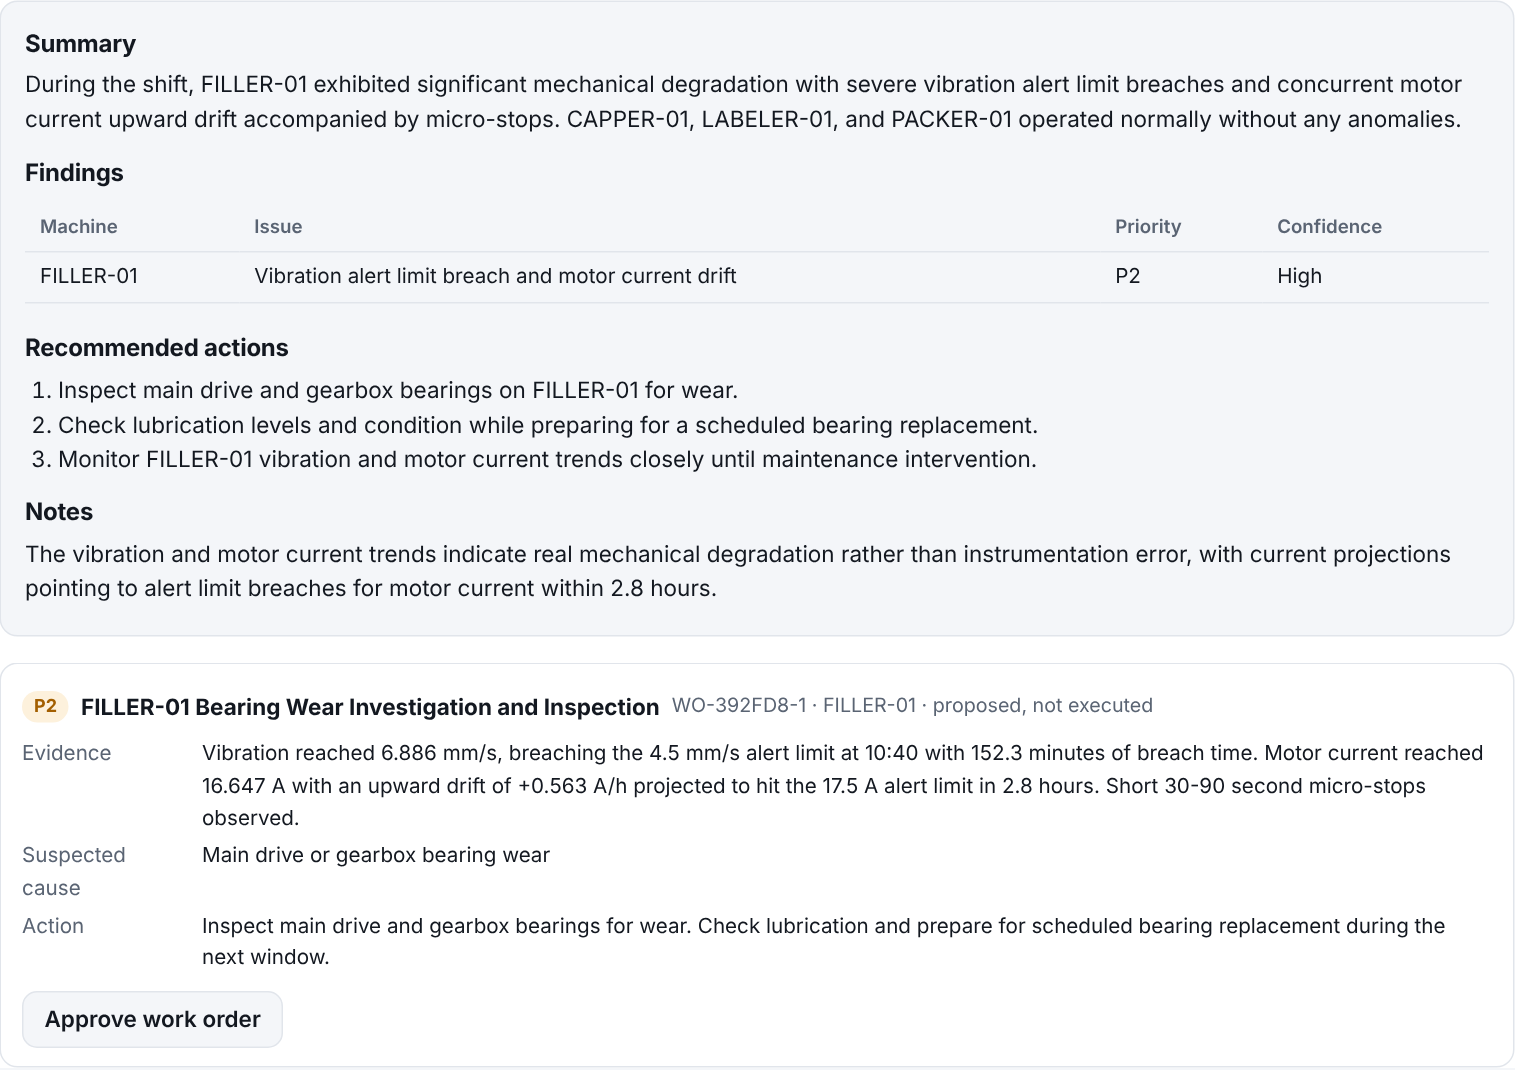 Summary
During the shift, FILLER-01 exhibited significant mechanical degradation with severe vibration alert limit breaches and concurrent motor
current upward drift accompanied by micro-stops. CAPPER-01, LABELER-01, and PACKER-01 operated normally without any anomalies.
Findings
Machine Issue Priority Confidence
FILLER-01 Vibration alert limit breach and motor current drift P2 High
Recommended actions
1. Inspect main drive and gearbox bearings on FILLER-01 for wear.
2. Check lubrication levels and condition while preparing for a scheduled bearing replacement.
3. Monitor FILLER-01 vibration and motor current trends closely until maintenance intervention.
Notes
The vibration and motor current trends indicate real mechanical degradation rather than instrumentation error, with current projections
pointing to alert limit breaches for motor current within 2.8 hours.
P2 FILLER-01 Bearing Wear Investigation and Inspection WO-392FD8-1 · FILLER-01 · proposed, not executed
Evidence Vibration reached 6.886 mm/s, breaching the 4.5 mm/s alert limit at 10:40 with 152.3 minutes of breach time. Motor current reached
16.647 A with an upward drift of +0.563 A/h projected to hit the 17.5 A alert limit in 2.8 hours. Short 30-90 second micro-stops
observed.
Suspected Main drive or gearbox bearing wear
cause
Action Inspect main drive and gearbox bearings for wear. Check lubrication and prepare for scheduled bearing replacement during the
next window.
Approve work order